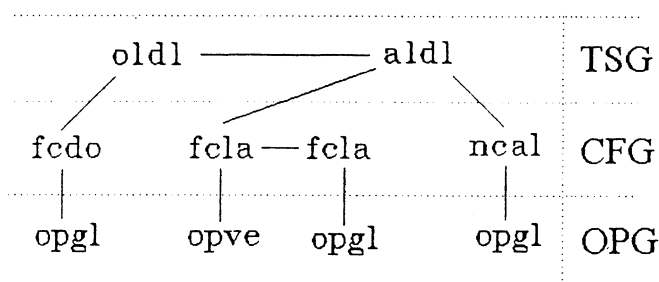 oldl aldl TSG
fcdo fcla fcla ncal CFG
opgl opve opgl opgl OPG